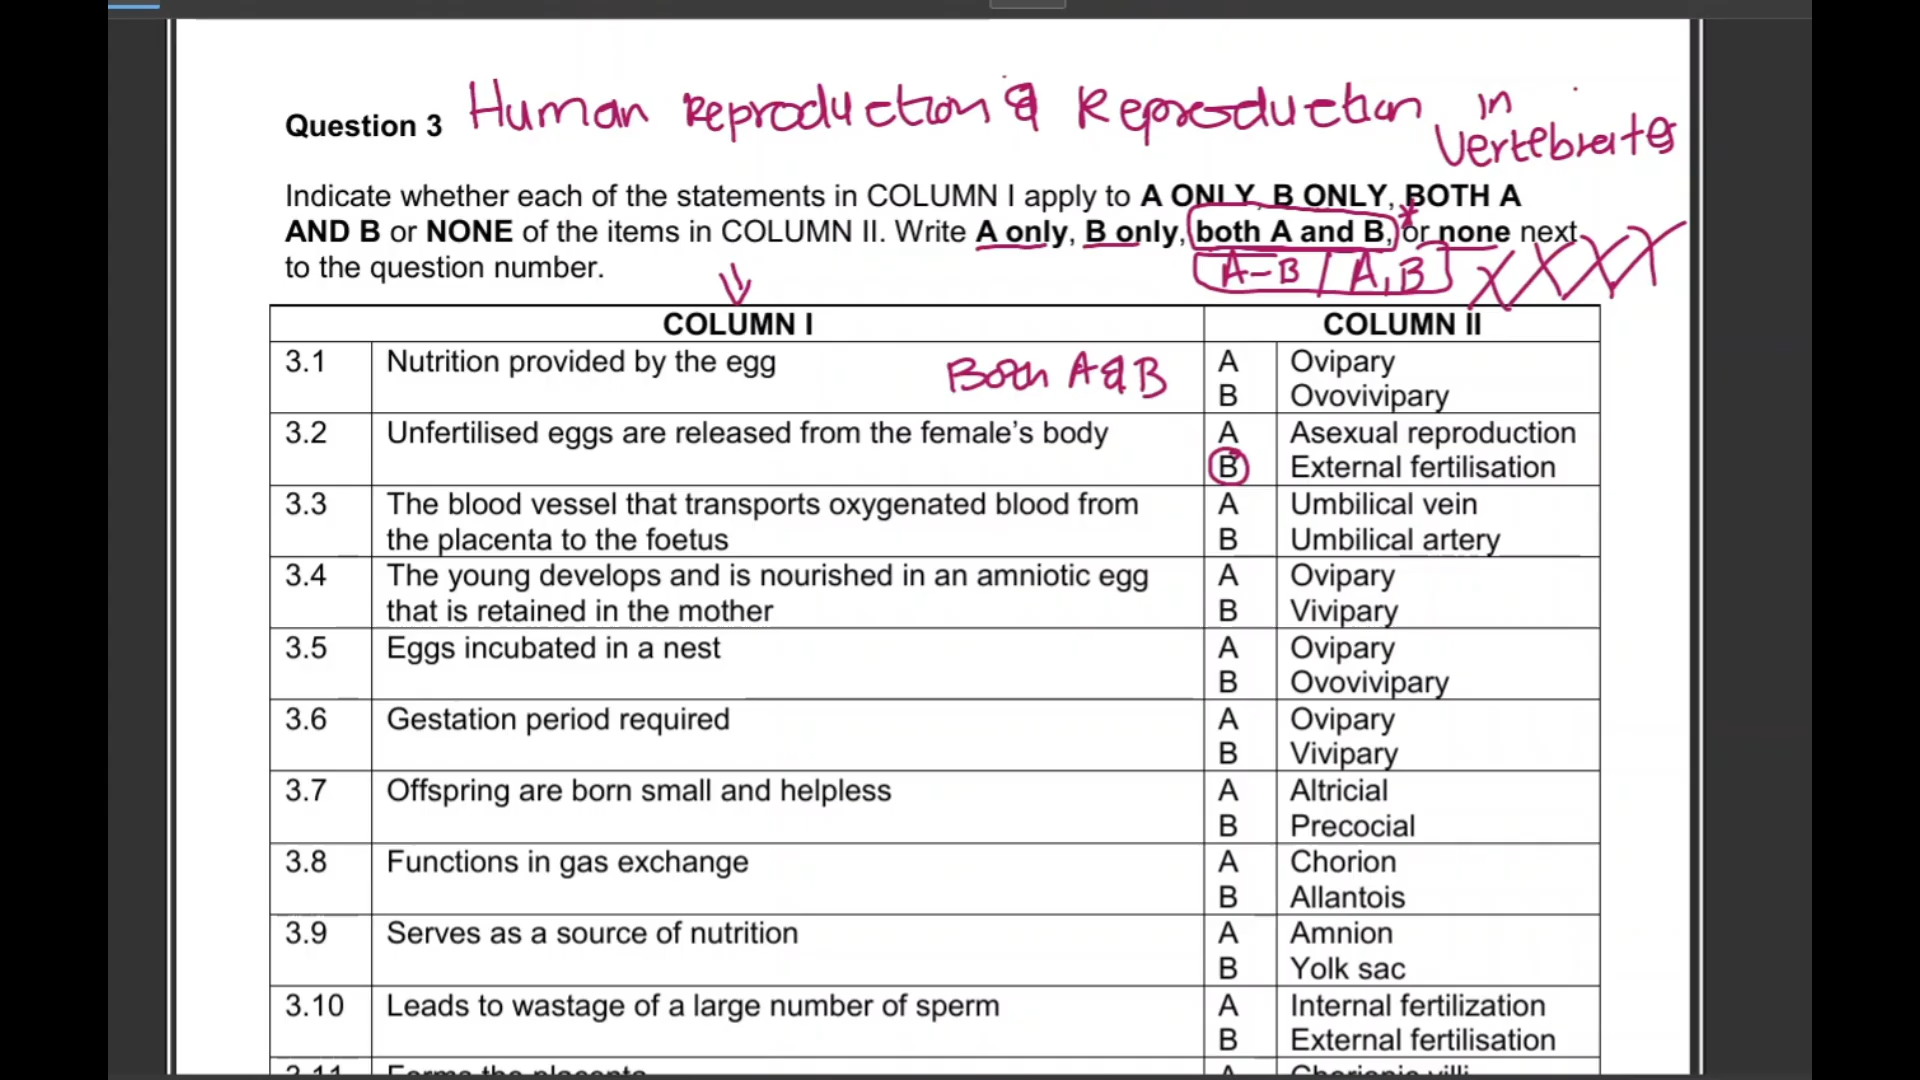 Human Reproduction & Reproduction in
Question 3
Vertebrates
Indicate whether each of the statements in COLUMN I apply to A ONLY, B ONLY, BOTH A
AND B or NONE of the items in COLUMN II. Write A only, B only, both A and B, or none next
to the question number.
A-B / A,B
COLUMN I COLUMN II
3.1 Nutrition provided by the egg Both A & B A Ovipary
B Ovovivipary
3.2 Unfertilised eggs are released from the female's body A Asexual reproduction
B External fertilisation
3.3 The blood vessel that transports oxygenated blood from A Umbilical vein
the placenta to the foetus B Umbilical artery
3.4 The young develops and is nourished in an amniotic egg A Ovipary
that is retained in the mother B Vivipary
3.5 Eggs incubated in a nest A Ovipary
B Ovovivipary
3.6 Gestation period required A Ovipary
B Vivipary
3.7 Offspring are born small and helpless A Altricial
B Precocial
3.8 Functions in gas exchange A Chorion
B Allantois
3.9 Serves as a source of nutrition A Amnion
B Yolk sac
3.10 Leads to wastage of a large number of sperm A Internal fertilization
B External fertilisation
3.11 Forms the placenta A Chorionic villi